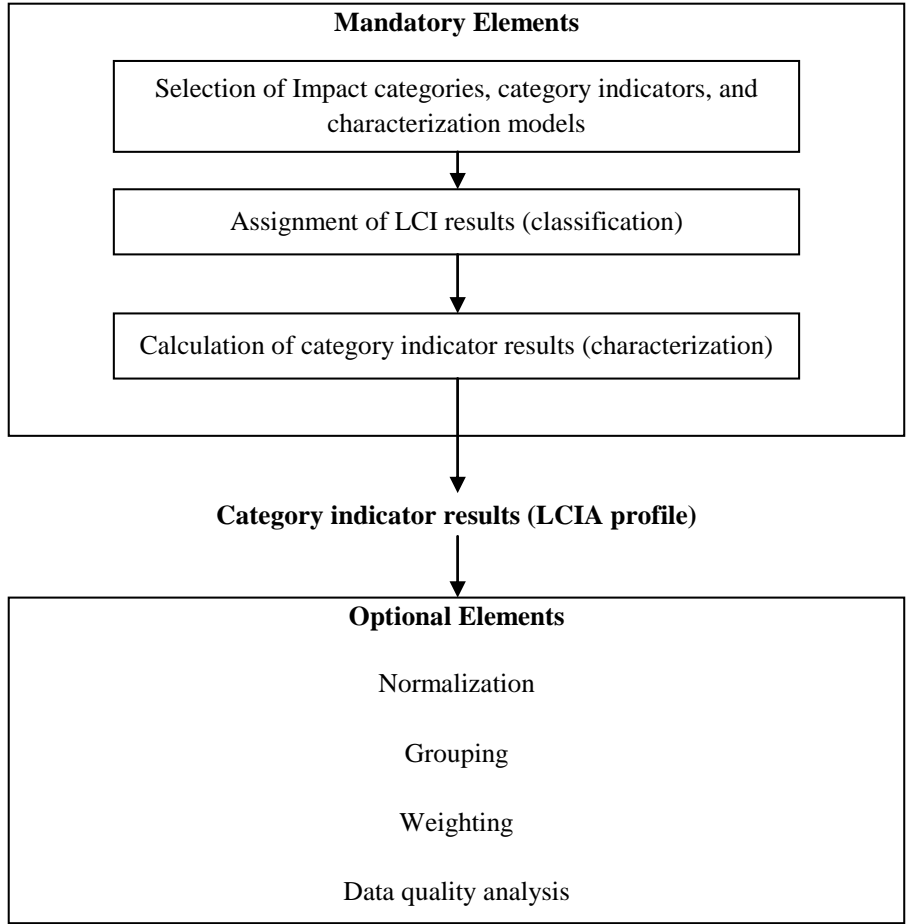 Mandatory Elements
Selection of Impact categories, category indicators, and
characterization models
Assignment of LCI results (classification)
Calculation of category indicator results (characterization)
Category indicator results (LCIA profile)
Optional Elements
Normalization
Grouping
Weighting
Data quality analysis